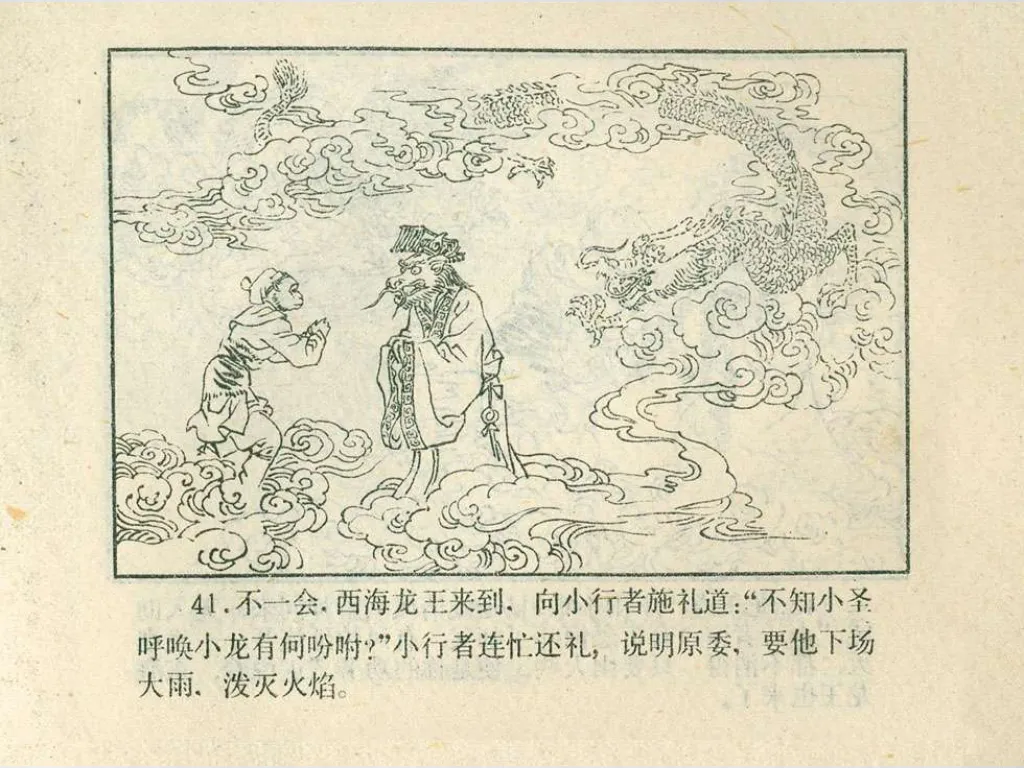 41.不一会，西海龙王来到，向小行者施礼道：“不知小圣
呼唤小龙有何吩咐？”小行者连忙还礼，说明原委，要他下场
大雨，泼灭火焰。